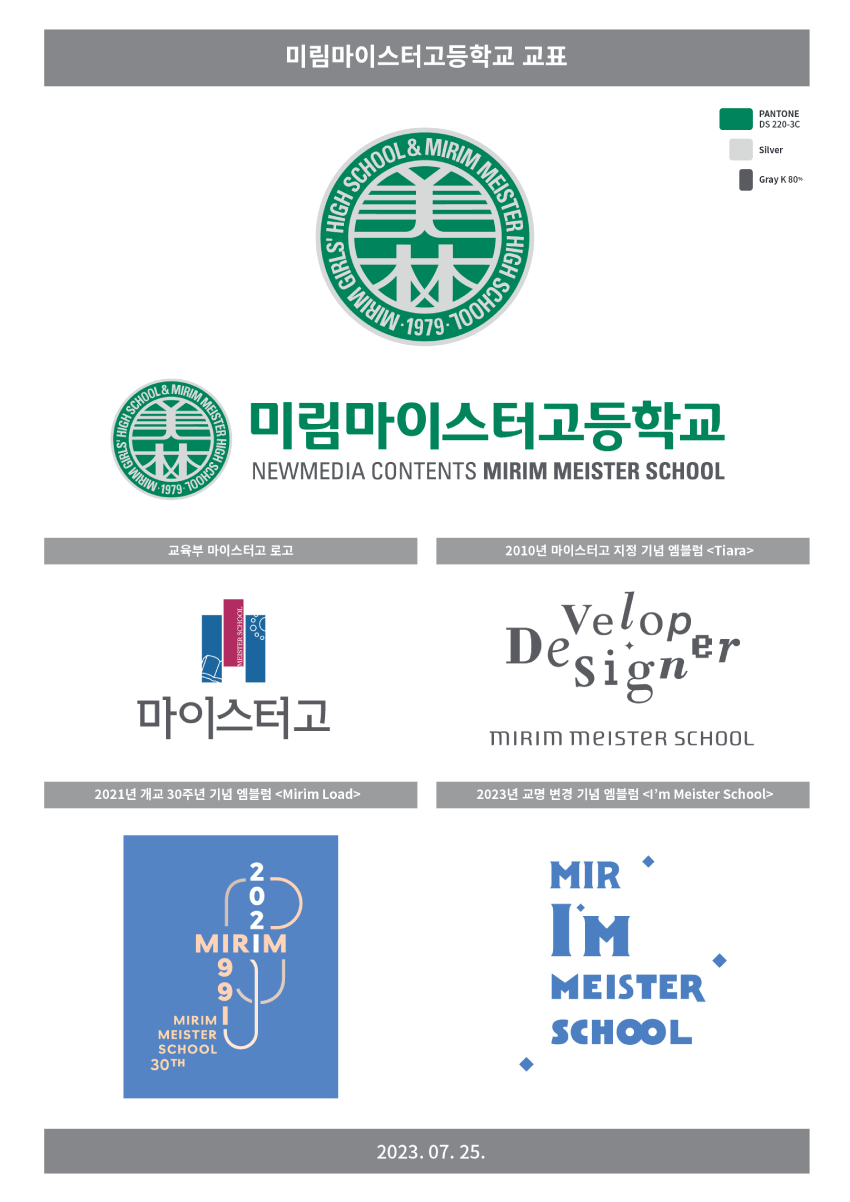 미림마이스터고등학교 교표
PANTONE
DS 220-3C
Silver
Gray K 80%
MIRIM GIRLS' HIGH SCHOOL & MIRIM MEISTER HIGH SCHOOL
·1979·
美林
MIRIM GIRLS' HIGH SCHOOL & MIRIM MEISTER HIGH SCHOOL
·1979·
美林
미림마이스터고등학교
NEWMEDIA CONTENTS MIRIM MEISTER SCHOOL
교육부 마이스터고 로고
2010년 마이스터고 지정 기념 엠블럼 <Tiara>
MEISTER SCHOOL
마이스터고
Veloper
Designer
MIRIM MEISTER SCHOOL
2021년 개교 30주년 기념 엠블럼 <Mirim Load>
2023년 교명 변경 기념 엠블럼 <I'm Meister School>
2
0
2
MIRIM
9
9
1
MIRIM
MEISTER
SCHOOL
30TH
MIR
I'M
MEISTER
SCHOOL
2023. 07. 25.